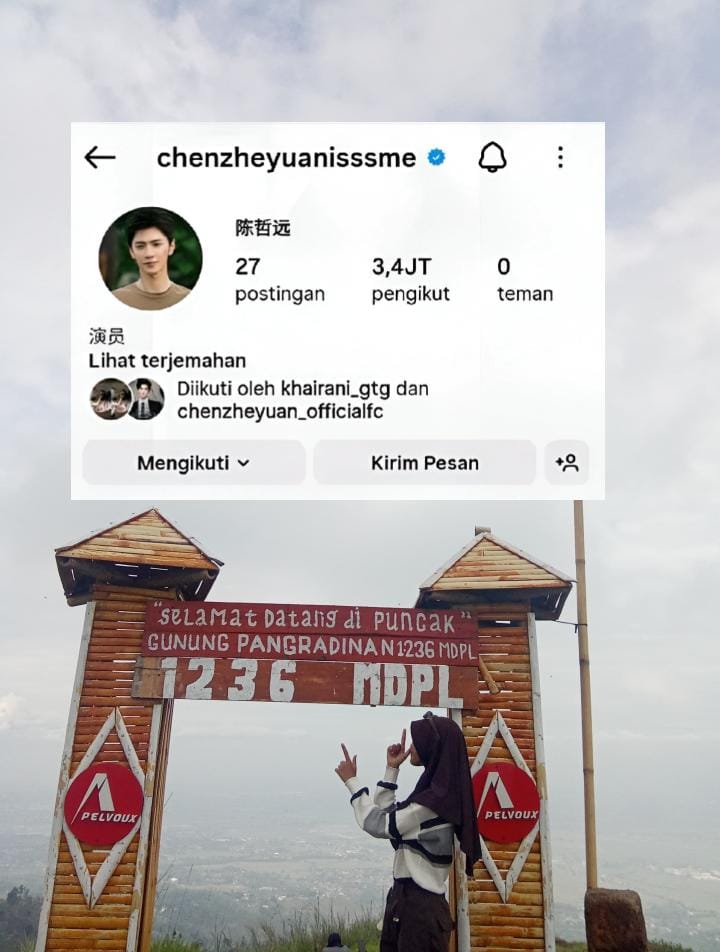 chenzheyuanisssme
陈哲远
27 3,4JT 0
postingan pengikut teman
演员
Lihat terjemahan
Diikuti oleh khairani_gtg dan
chenzheyuan_officialfc
Mengikuti Kirim Pesan
"SELAMAT DATANG di PUNCAK"
GUNUNG PANGRADINAN 1236 MDPL
1236 MDPL
PELVOUX
PELVOUX